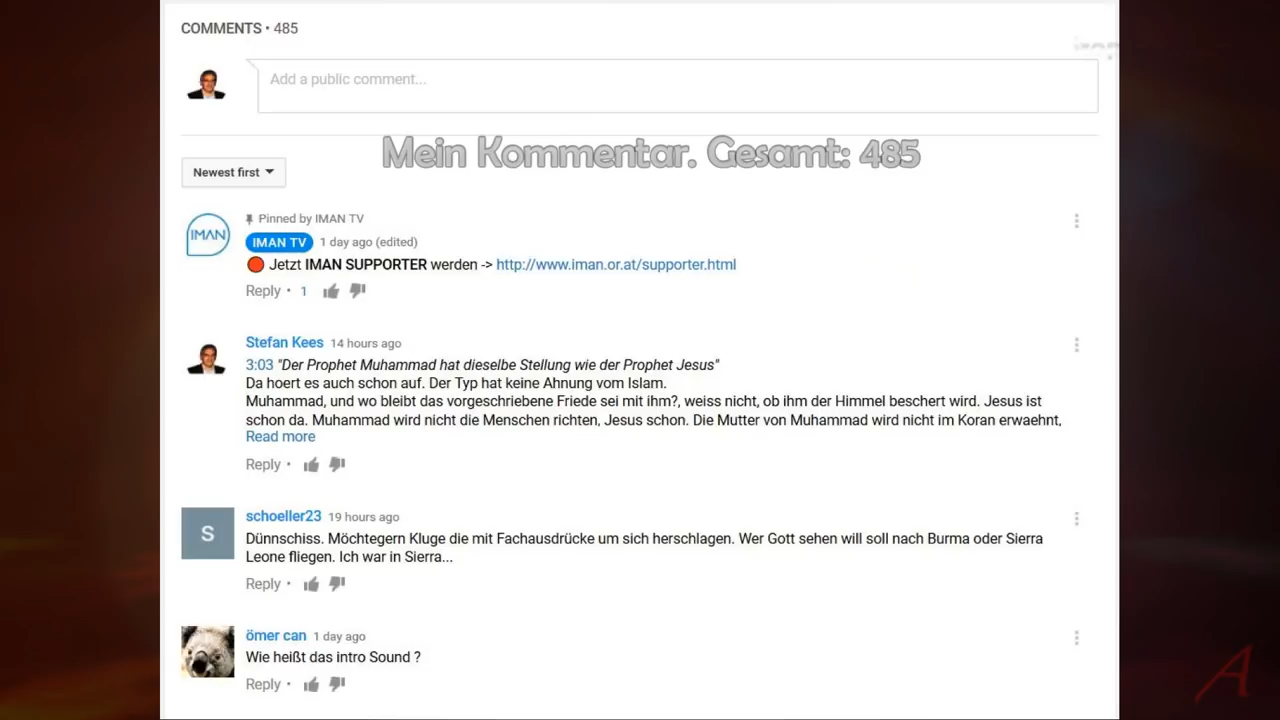 COMMENTS • 485
Add a public comment...
Mein Kommentar. Gesamt: 485
Newest first
Pinned by IMAN TV
IMAN
IMAN TV 1 day ago (edited)
Jetzt IMAN SUPPORTER werden -> http://www.iman.or.at/supporter.html
Reply • 1
Stefan Kees 14 hours ago
3:03 "Der Prophet Muhammad hat dieselbe Stellung wie der Prophet Jesus"
Da hoert es auch schon auf. Der Typ hat keine Ahnung vom Islam.
Muhammad, und wo bleibt das vorgeschriebene Friede sei mit ihm?, weiss nicht, ob ihm der Himmel beschert wird. Jesus ist
schon da. Muhammad wird nicht die Menschen richten, Jesus schon. Die Mutter von Muhammad wird nicht im Koran erwaehnt,
Read more
Reply •
S
schoeller23 19 hours ago
Dünnschiss. Möchtegern Kluge die mit Fachausdrücke um sich herschlagen. Wer Gott sehen will soll nach Burma oder Sierra
Leone fliegen. Ich war in Sierra...
Reply •
ömer can 1 day ago
Wie heißt das intro Sound ?
Reply •
A